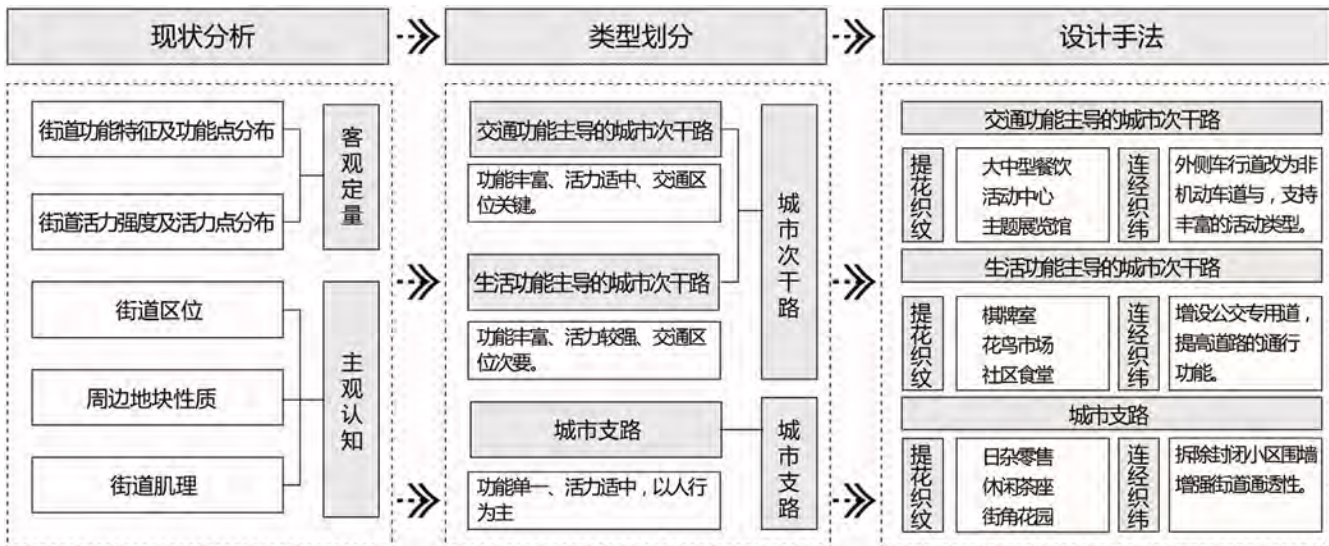 现状分析
类型划分
设计手法
街道功能特征及功能点分布
街道活力强度及活力点分布
客观定量
街道区位
周边地块性质
街道肌理
主观认知
交通功能主导的城市次干路
功能丰富、活力适中、交通区
位关键。
生活功能主导的城市次干路
功能丰富、活力较强、交通区
位次要。
城市次干路
城市支路
功能单一、活力适中，以人行
为主
城市支路
交通功能主导的城市次干路
提花织纹
大中型餐饮
活动中心
主题展览馆
连经织纬
外侧车行道改为非
机动车道与，支持
丰富的活动类型。
生活功能主导的城市次干路
提花织纹
棋牌室
花鸟市场
社区食堂
连经织纬
增设公交专用道，
提高道路的通行
功能。
城市支路
提花织纹
日杂零售
休闲茶座
街角花园
连经织纬
拆除封闭小区围墙
增强街道通透性。